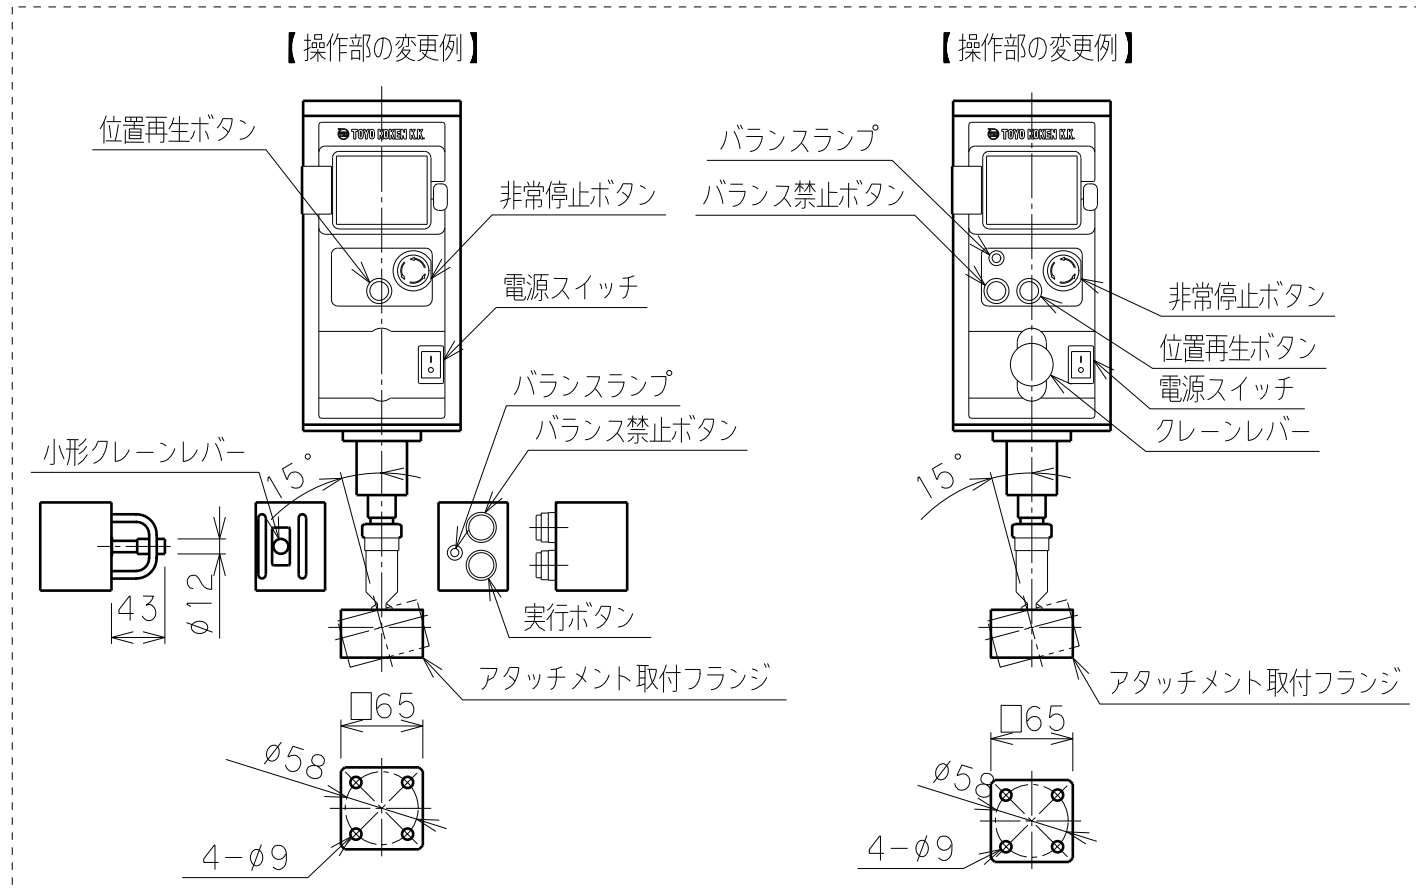 【操作部の変更例】
TOYO KOKEN K.K.
位置再生ボタン
非常停止ボタン
電源スイッチ
バランスランプ
バランス禁止ボタン
小形クレーンレバー
15°
43
φ12
実行ボタン
アタッチメント取付フランジ
□65
φ58
4-φ9
【操作部の変更例】
TOYO KOKEN K.K.
バランスランプ
バランス禁止ボタン
非常停止ボタン
位置再生ボタン
電源スイッチ
クレーンレバー
15°
アタッチメント取付フランジ
□65
φ58
4-φ9